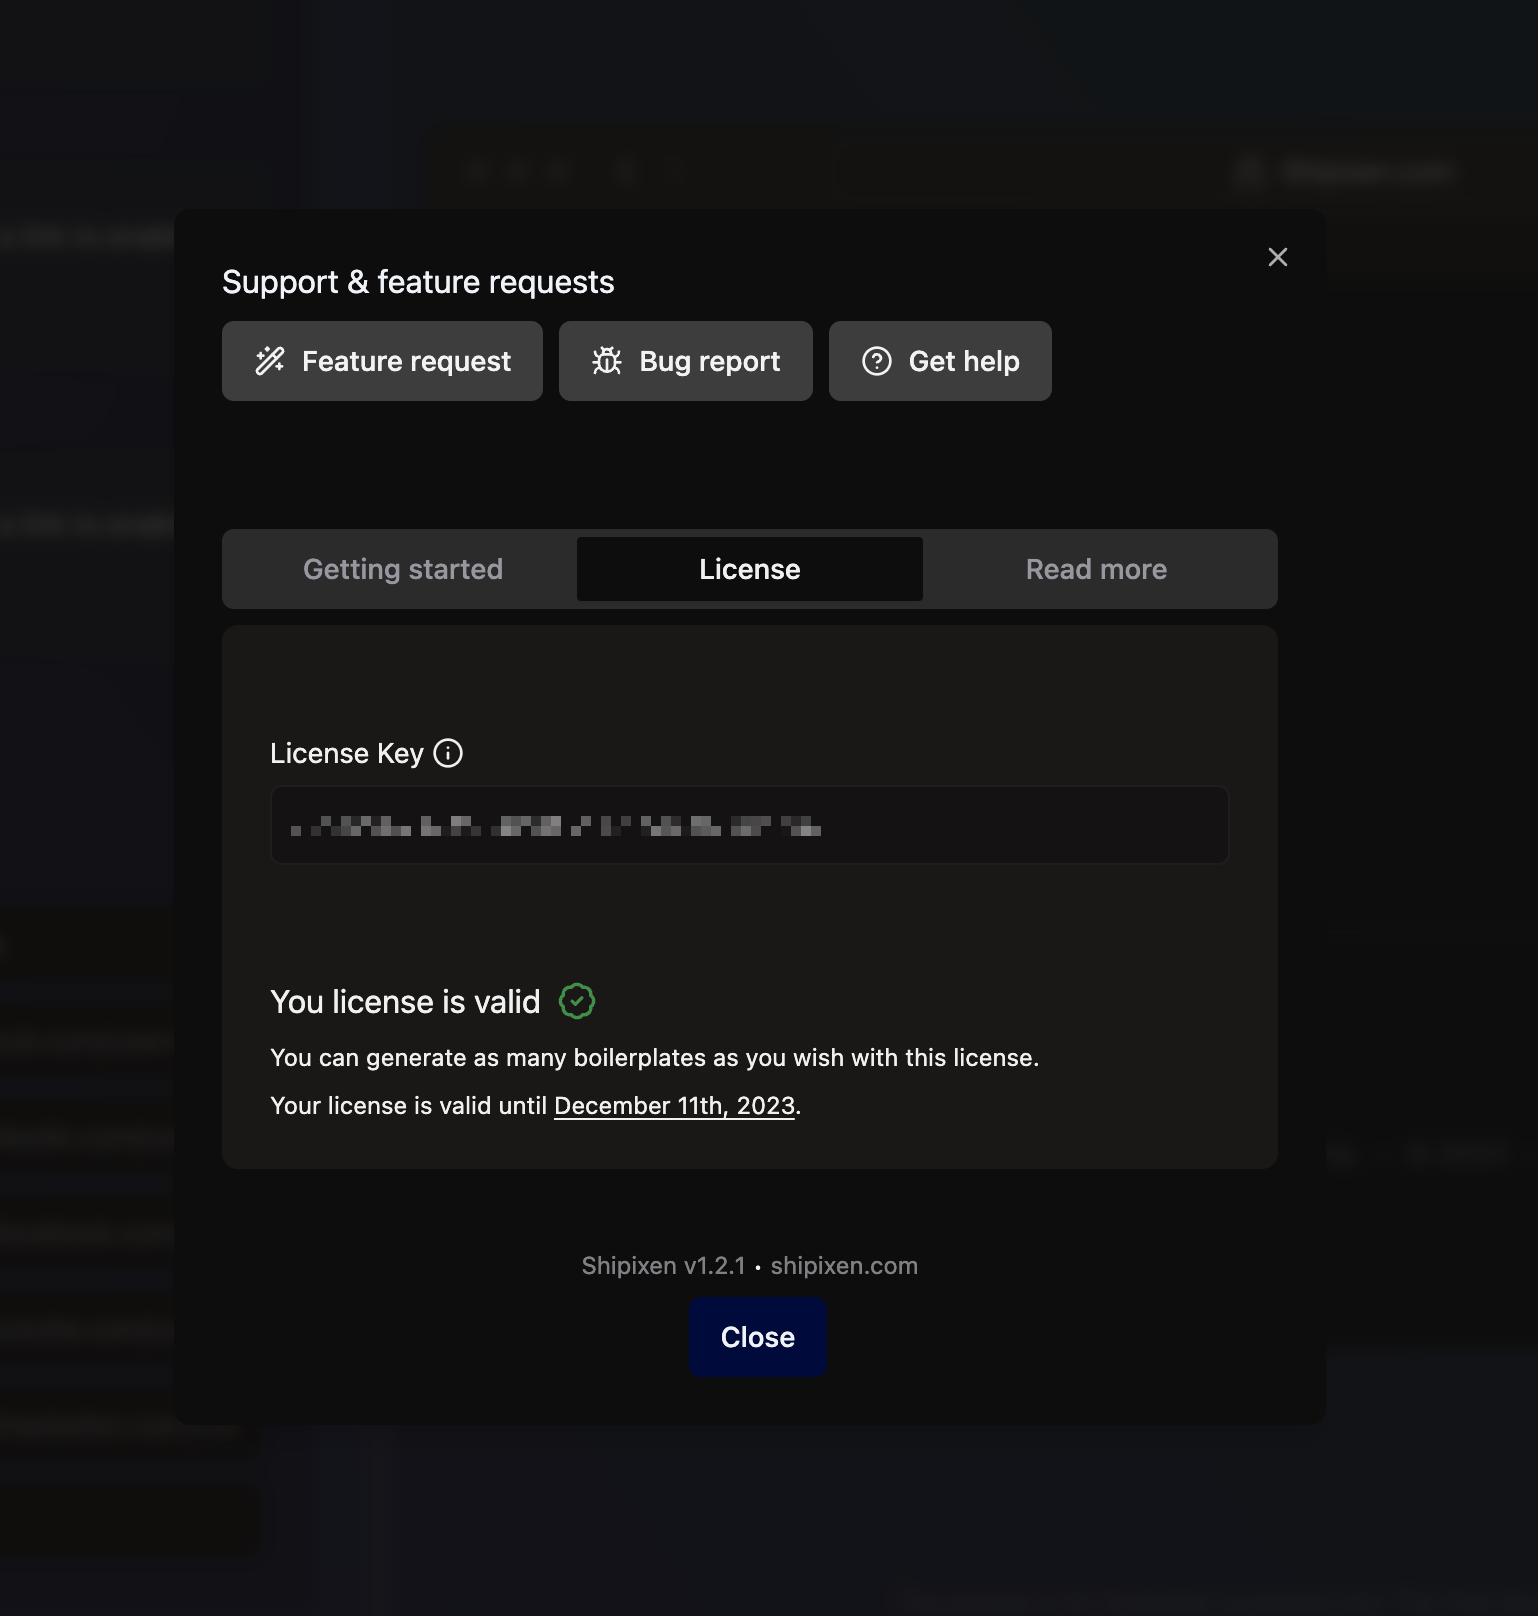 Support & feature requests
Feature request
Bug report
Get help
Getting started
License
Read more
License Key
You license is valid
You can generate as many boilerplates as you wish with this license.
Your license is valid until December 11th, 2023.
Shipixen v1.2.1 • shipixen.com
Close